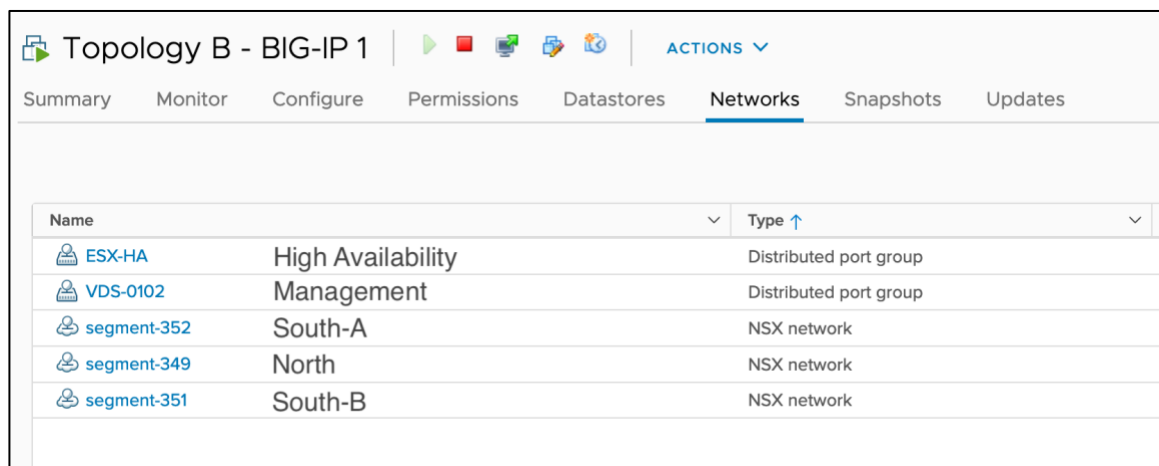 Topology B - BIG-IP 1 ACTIONS
Summary Monitor Configure Permissions Datastores Networks Snapshots Updates
Name Type ↑
ESX-HA High Availability Distributed port group
VDS-0102 Management Distributed port group
segment-352 South-A NSX network
segment-349 North NSX network
segment-351 South-B NSX network